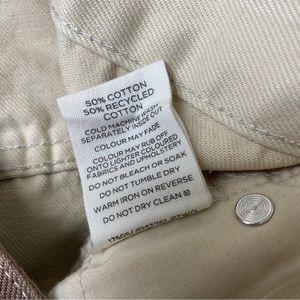 50% COTTON
50% RECYCLED
COTTON
COLD MACHINE WASH
SEPARATELY INSIDE OUT
COLOUR MAY FADE
COLOUR MAY RUB OFF
ONTO LIGHTER COLOURED
FABRICS AND UPHOLSTERY
DO NOT BLEACH OR SOAK
DO NOT TUMBLE DRY
WARM IRON ON REVERSE
DO NOT DRY CLEAN